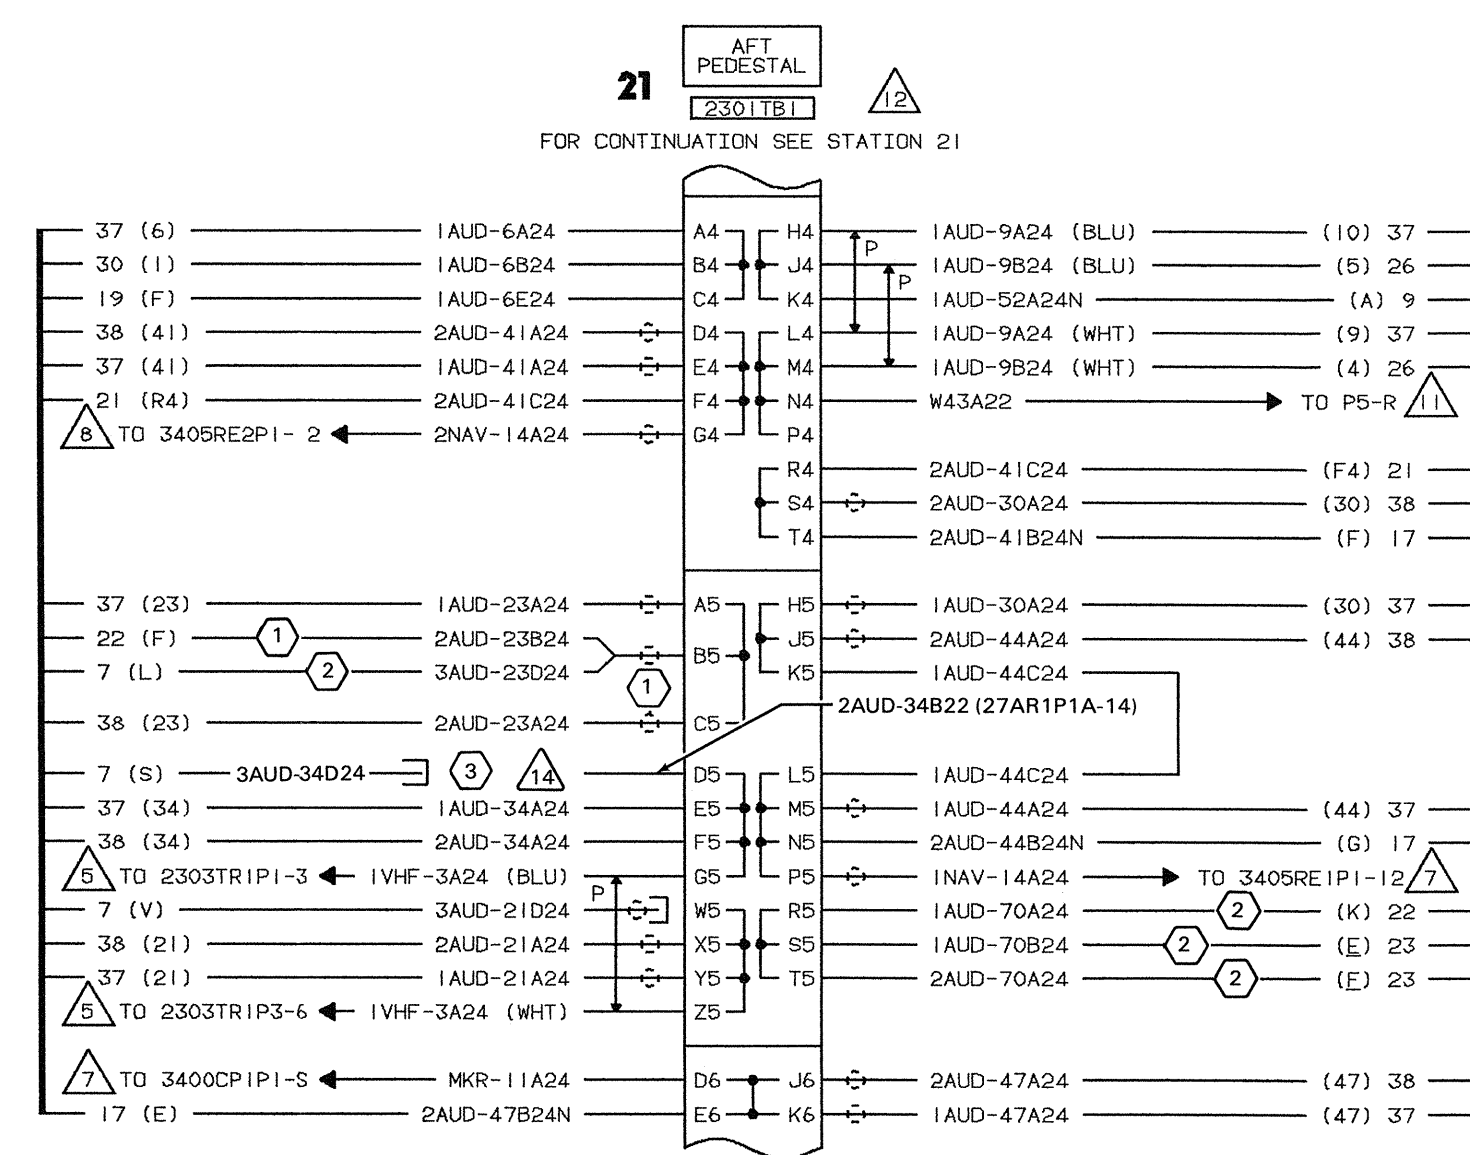 AFT
PEDESTAL
21
2301TB1
12
FOR CONTINUATION SEE STATION 21
37 (6) 1AUD-6A24 A4 H4 1AUD-9A24 (BLU) (10) 37
P
30 (1) 1AUD-6B24 B4 J4 1AUD-9B24 (BLU) (5) 26
P
19 (F) 1AUD-6E24 C4 K4 1AUD-52A24N (A) 9
38 (41) 2AUD-41A24 D4 L4 1AUD-9A24 (WHT) (9) 37
37 (41) 1AUD-41A24 E4 M4 1AUD-9B24 (WHT) (4) 26
21 (R4) 2AUD-41C24 F4 N4 W43A22 TO P5-R 11
8 TO 3405RE2P1- 2 2NAV-14A24 G4 P4
R4 2AUD-41C24 (F4) 21
S4 2AUD-30A24 (30) 38
T4 2AUD-41B24N (F) 17
37 (23) 1AUD-23A24 A5 H5 1AUD-30A24 (30) 37
22 (F) 1 2AUD-23B24 J5 2AUD-44A24 (44) 38
B5
7 (L) 2 3AUD-23D24 K5 1AUD-44C24
1
2AUD-34B22 (27AR1P1A-14)
38 (23) 2AUD-23A24 C5
7 (S) 3AUD-34D24 3 14 D5 L5 1AUD-44C24
37 (34) 1AUD-34A24 E5 M5 1AUD-44A24 (44) 37
38 (34) 2AUD-34A24 F5 N5 2AUD-44B24N (G) 17
5 TO 2303TR1P1-3 1VHF-3A24 (BLU) G5 P5 1NAV-14A24 TO 3405RE1P1-12 7
P
7 (V) 3AUD-21D24 W5 R5 1AUD-70A24 2 (K) 22
38 (21) 2AUD-21A24 X5 S5 1AUD-70B24 2 (E) 23
37 (21) 1AUD-21A24 Y5 T5 2AUD-70A24 2 (F) 23
5 TO 2303TR1P3-6 1VHF-3A24 (WHT) Z5
7 TO 3400CP1P1-S MKR-11A24 D6 J6 2AUD-47A24 (47) 38
17 (E) 2AUD-47B24N E6 K6 1AUD-47A24 (47) 37